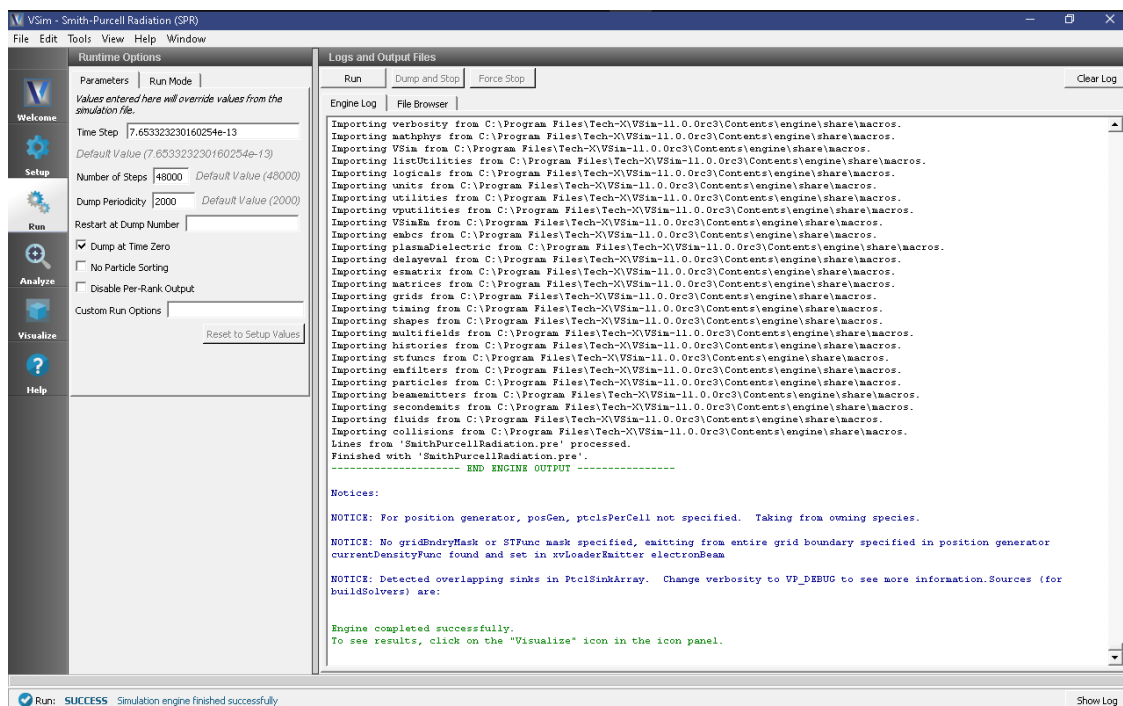 VSim - Smith-Purcell Radiation (SPR)
File Edit Tools View Help Window
Welcome
Setup
Run
Analyze
Visualize
Help
Runtime Options
Parameters
Run Mode
Values entered here will override values from the
simulation file.
Time Step 7.653323230160254e-13
Default Value (7.653323230160254e-13)
Number of Steps 48000 Default Value (48000)
Dump Periodicity 2000 Default Value (2000)
Restart at Dump Number
Dump at Time Zero
No Particle Sorting
Disable Per-Rank Output
Custom Run Options
Reset to Setup Values
Logs and Output Files
Run Dump and Stop Force Stop Clear Log
Engine Log File Browser
Importing verbosity from C:\Program Files\Tech-X\VSim-11.0.0rc3\Contents\engine\share\macros.
Importing mathphys from C:\Program Files\Tech-X\VSim-11.0.0rc3\Contents\engine\share\macros.
Importing VSim from C:\Program Files\Tech-X\VSim-11.0.0rc3\Contents\engine\share\macros.
Importing listUtilities from C:\Program Files\Tech-X\VSim-11.0.0rc3\Contents\engine\share\macros.
Importing logicals from C:\Program Files\Tech-X\VSim-11.0.0rc3\Contents\engine\share\macros.
Importing units from C:\Program Files\Tech-X\VSim-11.0.0rc3\Contents\engine\share\macros.
Importing utilities from C:\Program Files\Tech-X\VSim-11.0.0rc3\Contents\engine\share\macros.
Importing vputilities from C:\Program Files\Tech-X\VSim-11.0.0rc3\Contents\engine\share\macros.
Importing VSimEm from C:\Program Files\Tech-X\VSim-11.0.0rc3\Contents\engine\share\macros.
Importing embcs from C:\Program Files\Tech-X\VSim-11.0.0rc3\Contents\engine\share\macros.
Importing plasmaDielectric from C:\Program Files\Tech-X\VSim-11.0.0rc3\Contents\engine\share\macros.
Importing delayeval from C:\Program Files\Tech-X\VSim-11.0.0rc3\Contents\engine\share\macros.
Importing esmatrix from C:\Program Files\Tech-X\VSim-11.0.0rc3\Contents\engine\share\macros.
Importing matrices from C:\Program Files\Tech-X\VSim-11.0.0rc3\Contents\engine\share\macros.
Importing grids from C:\Program Files\Tech-X\VSim-11.0.0rc3\Contents\engine\share\macros.
Importing timing from C:\Program Files\Tech-X\VSim-11.0.0rc3\Contents\engine\share\macros.
Importing shapes from C:\Program Files\Tech-X\VSim-11.0.0rc3\Contents\engine\share\macros.
Importing multifields from C:\Program Files\Tech-X\VSim-11.0.0rc3\Contents\engine\share\macros.
Importing histories from C:\Program Files\Tech-X\VSim-11.0.0rc3\Contents\engine\share\macros.
Importing stfuncs from C:\Program Files\Tech-X\VSim-11.0.0rc3\Contents\engine\share\macros.
Importing emfilters from C:\Program Files\Tech-X\VSim-11.0.0rc3\Contents\engine\share\macros.
Importing particles from C:\Program Files\Tech-X\VSim-11.0.0rc3\Contents\engine\share\macros.
Importing beamemitters from C:\Program Files\Tech-X\VSim-11.0.0rc3\Contents\engine\share\macros.
Importing secondemits from C:\Program Files\Tech-X\VSim-11.0.0rc3\Contents\engine\share\macros.
Importing fluids from C:\Program Files\Tech-X\VSim-11.0.0rc3\Contents\engine\share\macros.
Importing collisions from C:\Program Files\Tech-X\VSim-11.0.0rc3\Contents\engine\share\macros.
Lines from 'SmithPurcellRadiation.pre' processed.
Finished with 'SmithPurcellRadiation.pre'.
-------------------- END ENGINE OUTPUT ---------------
Notices:
NOTICE: For position generator, posGen, ptclsPerCell not specified. Taking from owning species.
NOTICE: No gridBndryMask or STFunc mask specified, emitting from entire grid boundary specified in position generator
currentDensityFunc found and set in xvLoaderEmitter electronBeam
NOTICE: Detected overlapping sinks in PtclSinkArray. Change verbosity to VP_DEBUG to see more information.Sources (for
buildSolvers) are:
Engine completed successfully.
To see results, click on the "Visualize" icon in the icon panel.
Run: SUCCESS Simulation engine finished successfully
Show Log